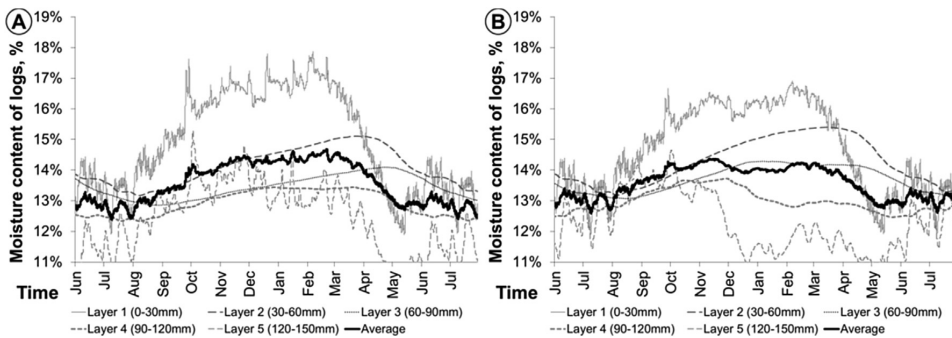 A
Moisture content of logs, %
19%
18%
17%
16%
15%
14%
13%
12%
11%
Jun
Jul
Aug
Sep
Oct
Nov
Dec
Jan
Feb
Mar
Apr
May
Jun
Jul
Time
Layer 1 (0-30mm) Layer 2 (30-60mm) Layer 3 (60-90mm)
Layer 4 (90-120mm) Layer 5 (120-150mm) Average
B
Moisture content of logs, %
19%
18%
17%
16%
15%
14%
13%
12%
11%
Jun
Jul
Aug
Sep
Oct
Nov
Dec
Jan
Feb
Mar
Apr
May
Jun
Jul
Time
Layer 1 (0-30mm) Layer 2 (30-60mm) Layer 3 (60-90mm)
Layer 4 (90-120mm) Layer 5 (120-150mm) Average